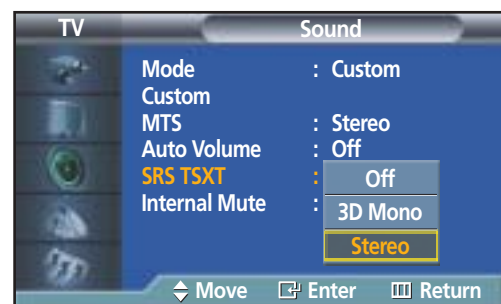 TV Sound
Mode : Custom
Custom
MTS : Stereo
Auto Volume : Off
SRS TSXT : Off
Internal Mute : 3D Mono
Stereo
Move Enter Return